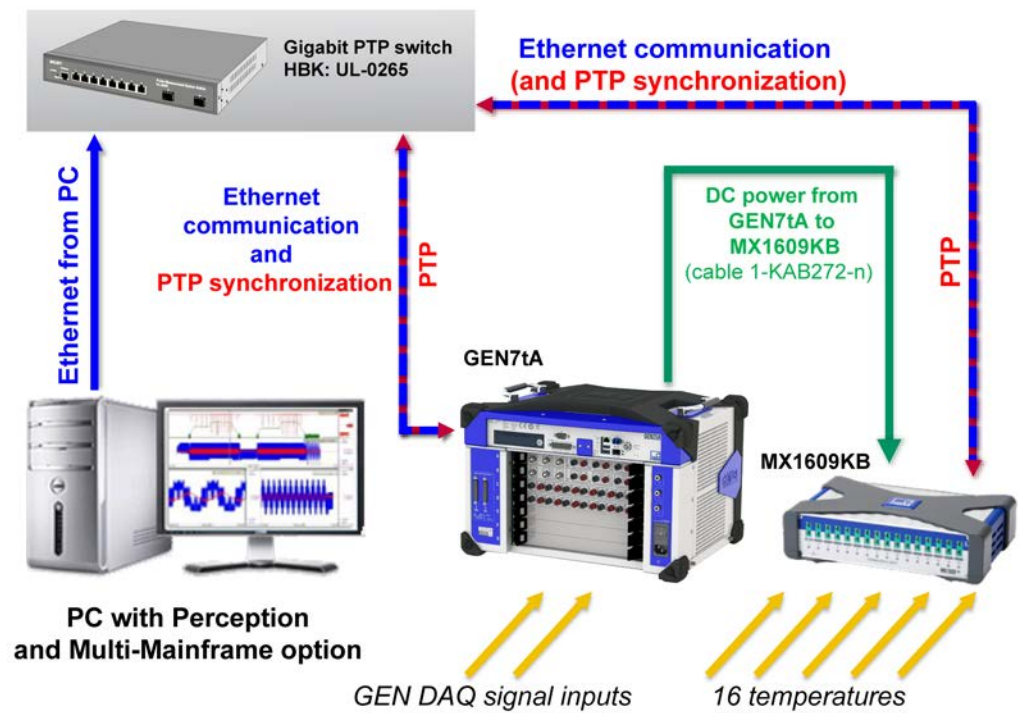 Gigabit PTP switch
HBK: UL-0265
Ethernet communication
(and PTP synchronization)
Ethernet from PC
Ethernet
communication
and
PTP synchronization
PTP
DC power from
GEN7tA to
MX1609KB
(cable 1-KAB272-n)
PTP
GEN7tA
MX1609KB
PC with Perception
and Multi-Mainframe option
GEN DAQ signal inputs
16 temperatures